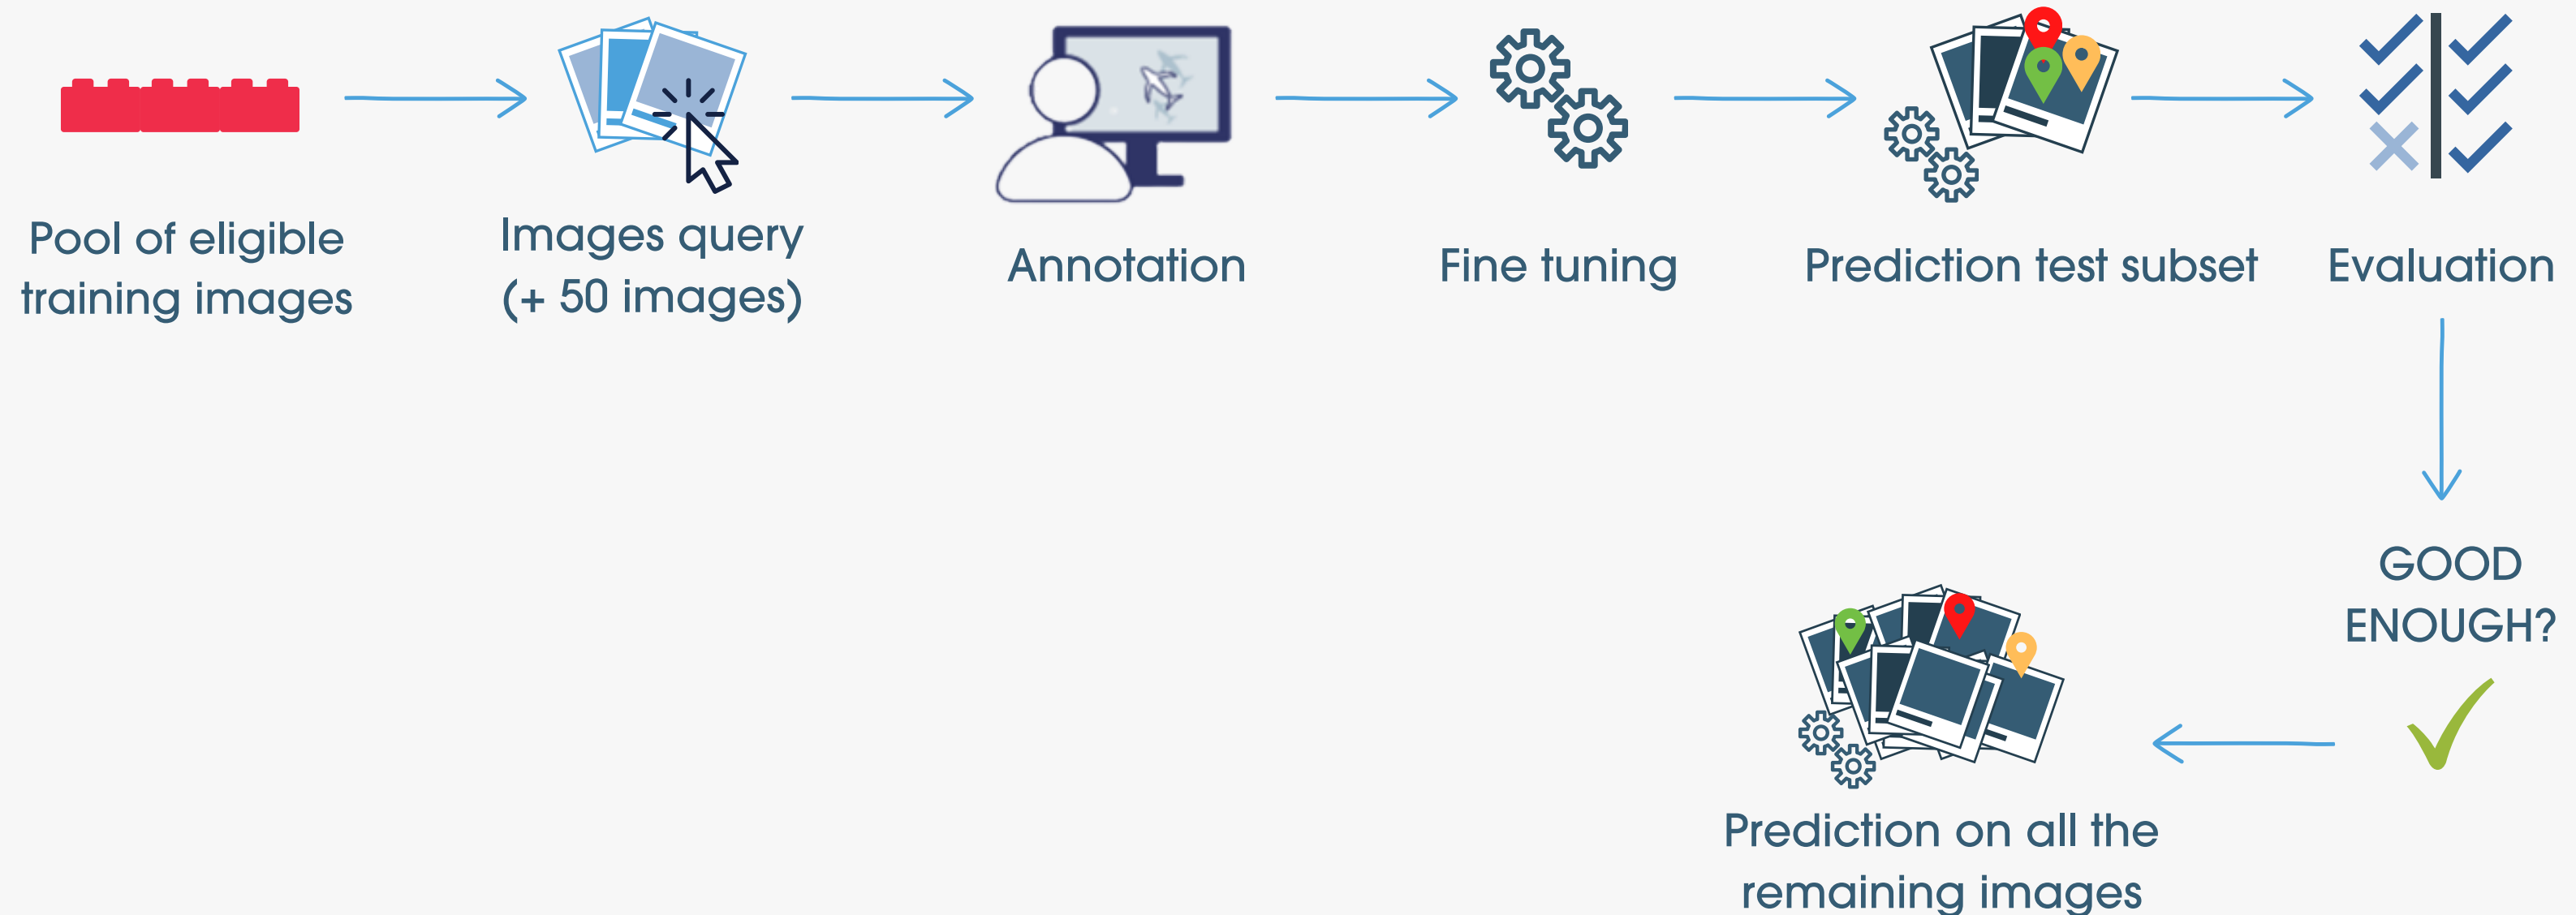 Pool of eligible
training images
Images query
(+ 50 images)
Annotation
Fine tuning
Prediction test subset
Evaluation
GOOD
ENOUGH?
Prediction on all the
remaining images